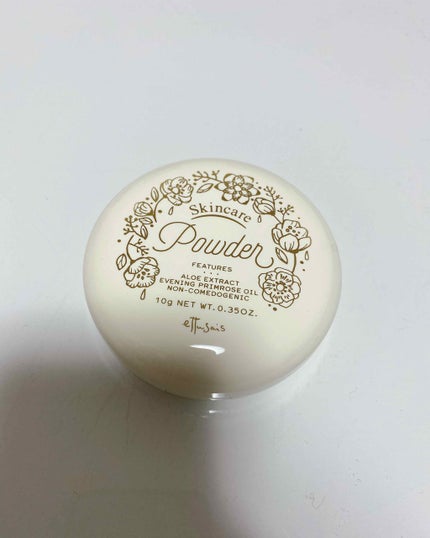 Skincare
Powder
FEATURES
ALOE EXTRACT
EVENING PRIMROSE OIL
NON-COMEDOGENIC
10g NET WT. 0.35OZ.
ettusais